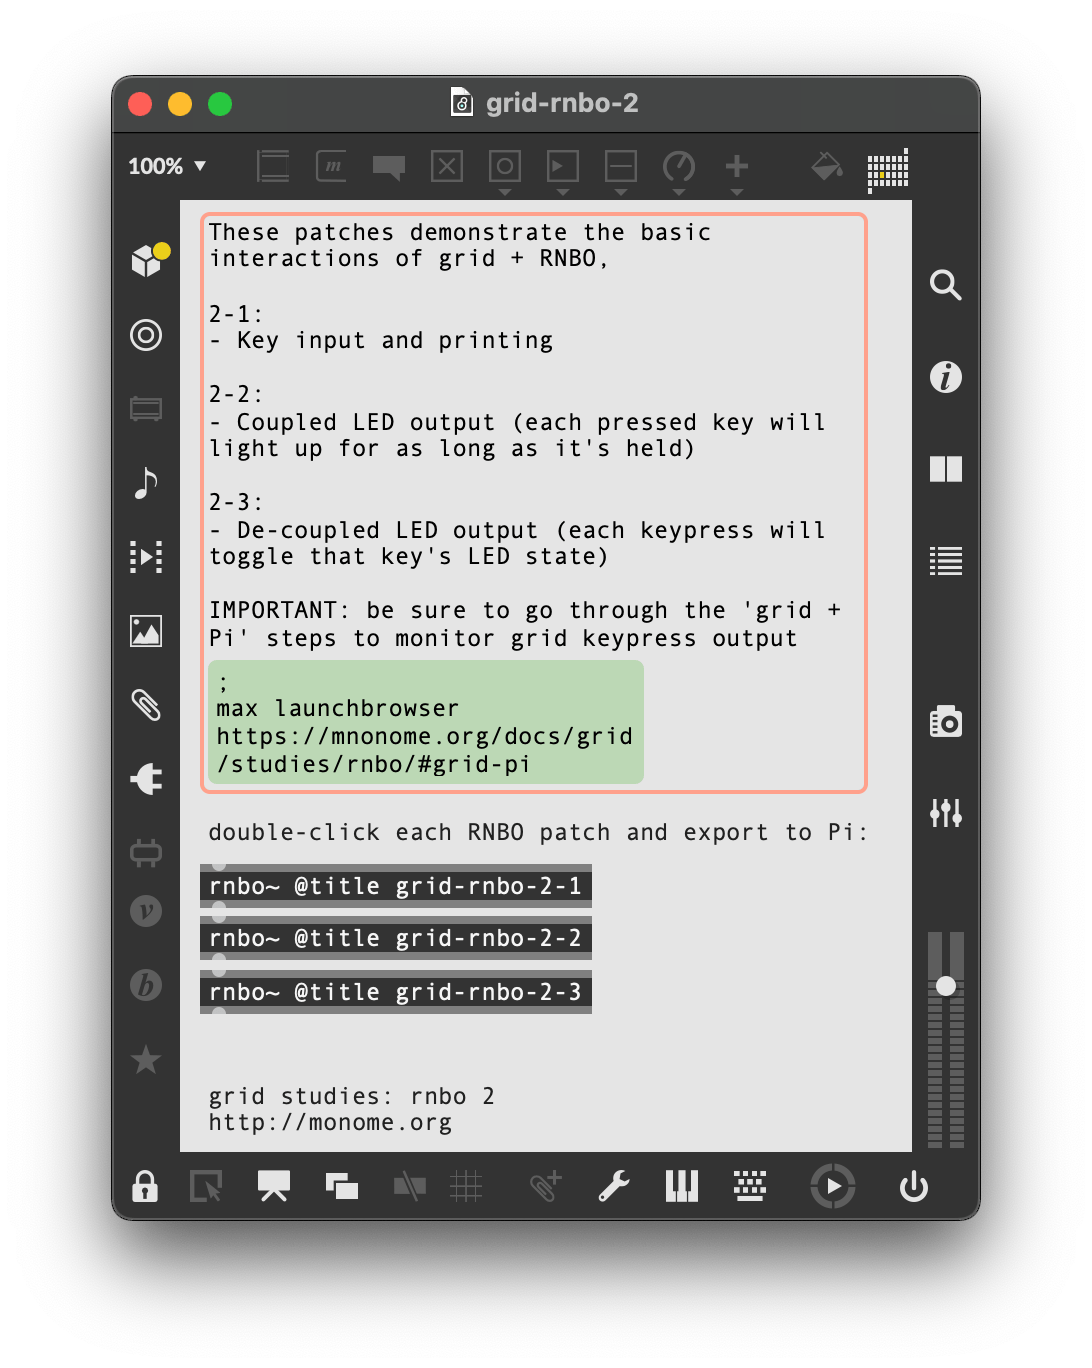 grid-rnbo-2
100%
m
These patches demonstrate the basic
interactions of grid + RNBO,
2-1:
- Key input and printing
2-2:
- Coupled LED output (each pressed key will
light up for as long as it's held)
2-3:
- De-coupled LED output (each keypress will
toggle that key's LED state)
IMPORTANT: be sure to go through the 'grid +
Pi' steps to monitor grid keypress output
;
max launchbrowser
https://mnonome.org/docs/grid
/studies/rnbo/#grid-pi
double-click each RNBO patch and export to Pi:
rnbo~ @title grid-rnbo-2-1
rnbo~ @title grid-rnbo-2-2
rnbo~ @title grid-rnbo-2-3
v
b
grid studies: rnbo 2
http://monome.org